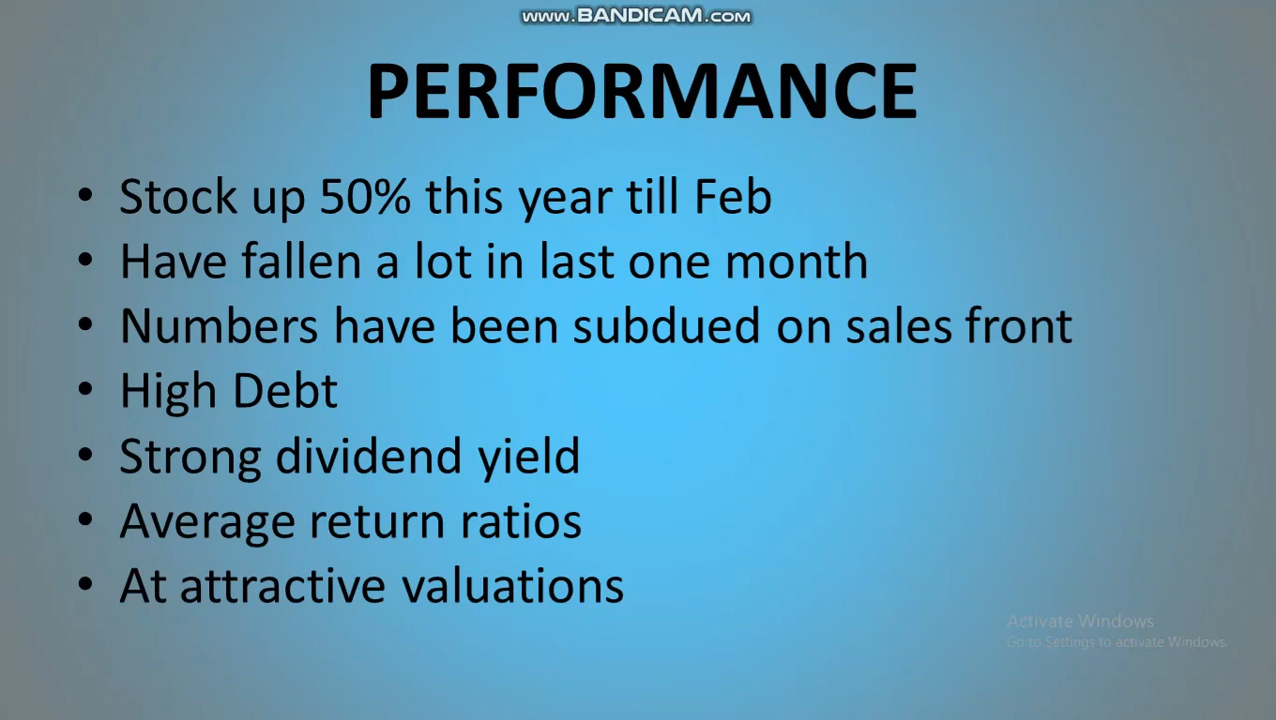 www.BANDICAM.com
PERFORMANCE
• Stock up 50% this year till Feb
• Have fallen a lot in last one month
• Numbers have been subdued on sales front
• High Debt
• Strong dividend yield
• Average return ratios
• At attractive valuations
Activate Windows
Go to Settings to activate Windows.